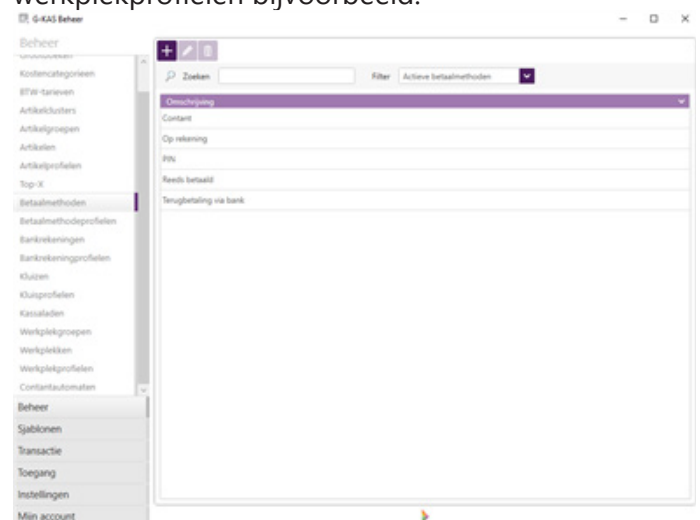 werkplekprofielen bijvoorbeeld.
G-KAS Beheer
Beheer
Grootboeken
Kostencategorieen
BTW-tarieven
Artikelclusters
Artikelgroepen
Artikelen
Artikelprofielen
Top-X
Betaalmethoden
Betaalmethodeprofielen
Bankrekeningen
Bankrekeningprofielen
Kluizen
Kluisprofielen
Kassaladen
Werkplekgroepen
Werkplekken
Werkplekprofielen
Contantautomaten
Beheer
Sjablonen
Transactie
Toegang
Instellingen
Mijn account
Zoeken
Filter Actieve betaalmethoden
Omschrijving
Contant
Op rekening
PIN
Reeds betaald
Terugbetaling via bank